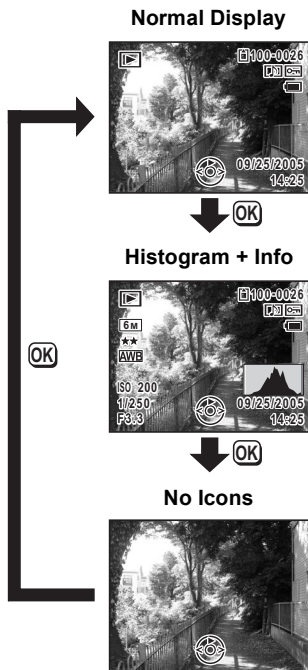 Normal Display
100-0026
09/25/2005
14:25
OK
Histogram + Info
100-0026
6M
AWB
ISO 200
1/250
F3.3
09/25/2005
14:25
OK
OK
No Icons